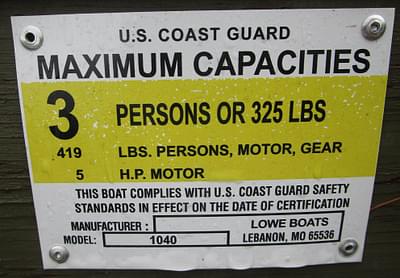 U.S. COAST GUARD
MAXIMUM CAPACITIES
3 PERSONS OR 325 LBS
419 LBS. PERSONS, MOTOR, GEAR
5 H.P. MOTOR
THIS BOAT COMPLIES WITH U.S. COAST GUARD SAFETY
STANDARDS IN EFFECT ON THE DATE OF CERTIFICATION
MANUFACTURER : LOWE BOATS
MODEL: 1040 LEBANON, MO 65536